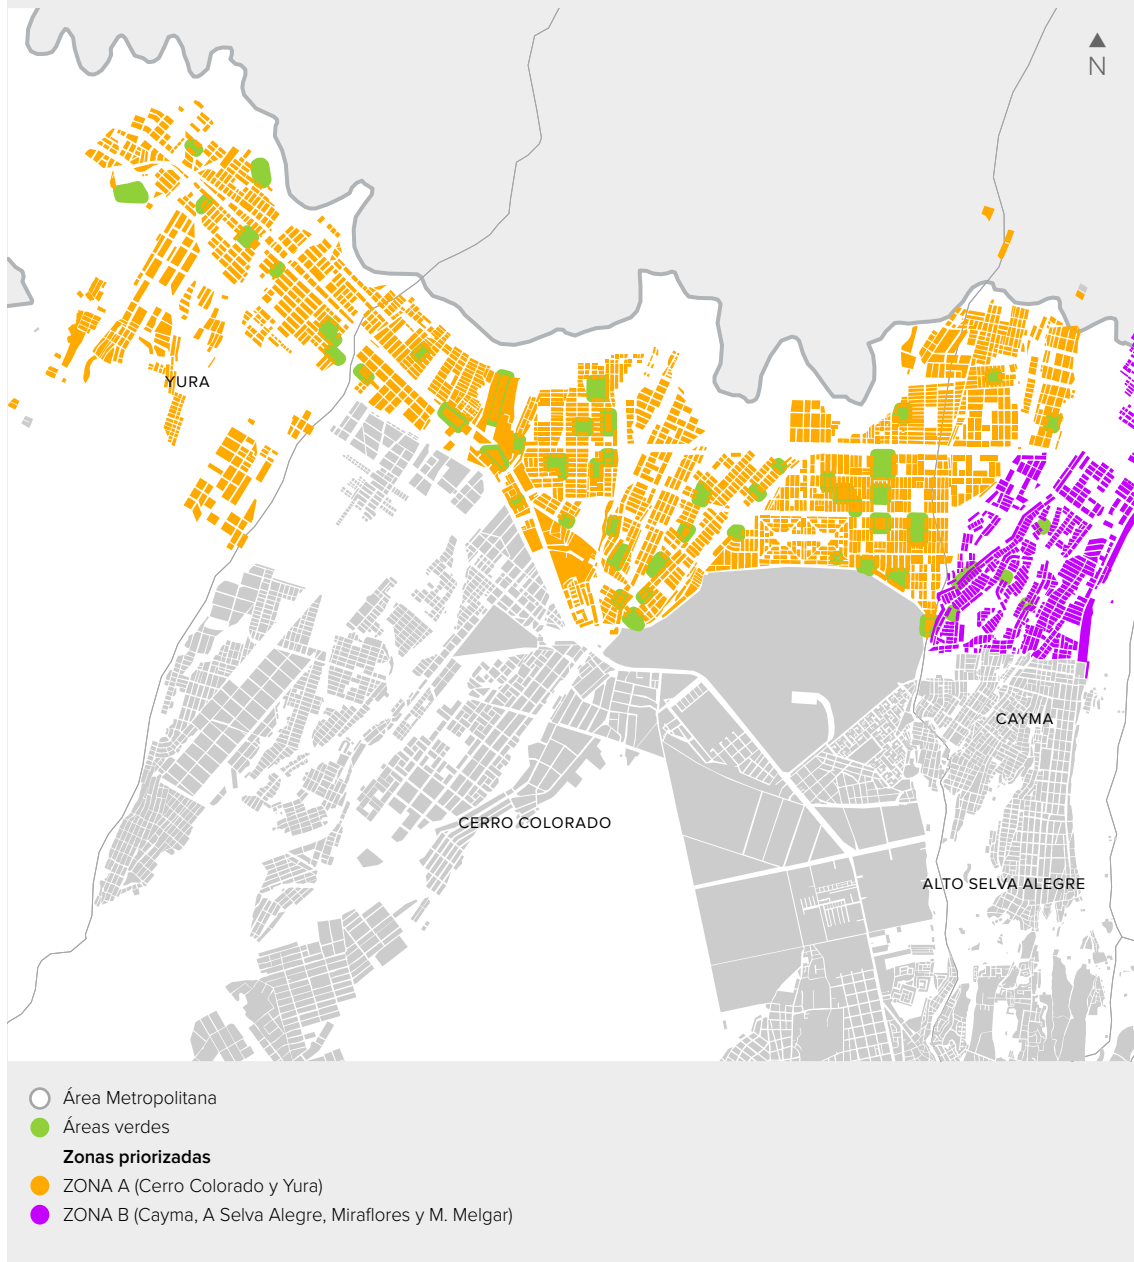 N
YURA
CAYMA
CERRO COLORADO
ALTO SELVA ALEGRE
Área Metropolitana
Áreas verdes
Zonas priorizadas
ZONA A (Cerro Colorado y Yura)
ZONA B (Cayma, A Selva Alegre, Miraflores y M. Melgar)